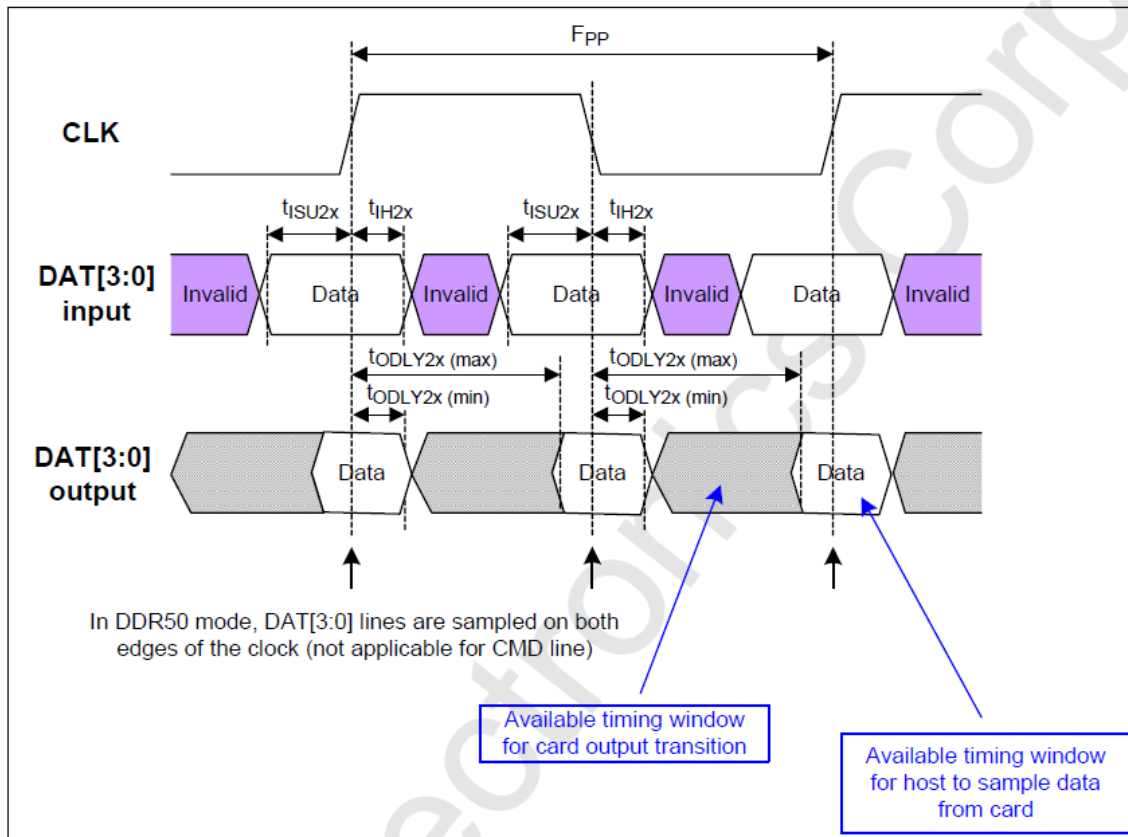 FPP
CLK
tISU2x tIH2x tISU2x tIH2x
DAT[3:0]
input
Invalid Data Invalid Data Invalid Data Invalid
tODLY2x (max) tODLY2x (max)
tODLY2x (min) tODLY2x (min)
DAT[3:0]
output
Data Data Data
In DDR50 mode, DAT[3:0] lines are sampled on both
edges of the clock (not applicable for CMD line)
Available timing window
for card output transition
Available timing window
for host to sample data
from card
ectronics Corp